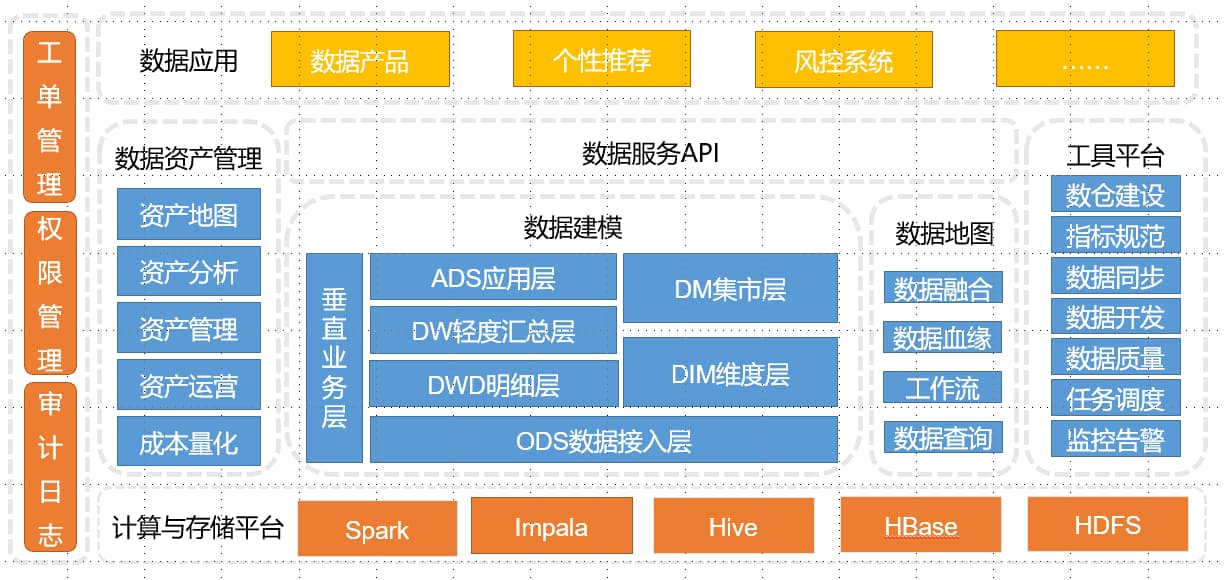 工单管理
权限管理
审计日志
数据应用
数据产品
个性推荐
风控系统
......
数据资产管理
资产地图
资产分析
资产管理
资产运营
成本量化
数据服务API
数据建模
垂直业务层
ADS应用层
DW轻度汇总层
DWD明细层
DM集市层
DIM维度层
ODS数据接入层
数据地图
数据融合
数据血缘
工作流
数据查询
工具平台
数仓建设
指标规范
数据同步
数据开发
数据质量
任务调度
监控告警
计算与存储平台
Spark
Impala
Hive
HBase
HDFS